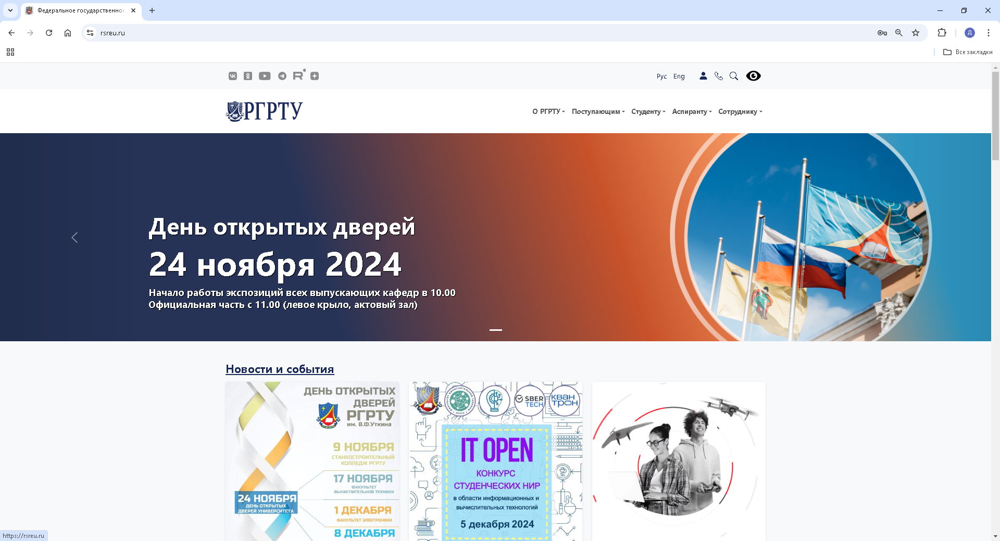 Федеральное государственное
rsreu.ru
Д
Все закладки
Рус Eng
РГРТУ
О РГРТУ Поступающим Студенту Аспиранту Сотруднику
День открытых дверей
24 ноября 2024
Начало работы экспозиций всех выпускающих кафедр в 10.00
Официальная часть с 11.00 (левое крыло, актовый зал)
Новости и события
ДЕНЬ ОТКРЫТЫХ
ДВЕРЕЙ
РГРТУ
им. В.Ф.Уткина
9 НОЯБРЯ
СТАНКОСТРОИТЕЛЬНЫЙ
КОЛЛЕДЖ РГРТУ
17 НОЯБРЯ
ФАКУЛЬТЕТ
ВЫЧИСЛИТЕЛЬНОЙ ТЕХНИКИ
24 НОЯБРЯ
ДЕНЬ ОТКРЫТЫХ
ДВЕРЕЙ УНИВЕРСИТЕТА
1 ДЕКАБРЯ
ФАКУЛЬТЕТ ЭЛЕКТРОНИКИ
8 ДЕКАБРЯ
SBER
TECH
КВАН
ТРОН
IT OPEN
КОНКУРС
СТУДЕНЧЕСКИХ НИР
в области информационных и
вычислительных технологий
5 декабря 2024
https://rsreu.ru